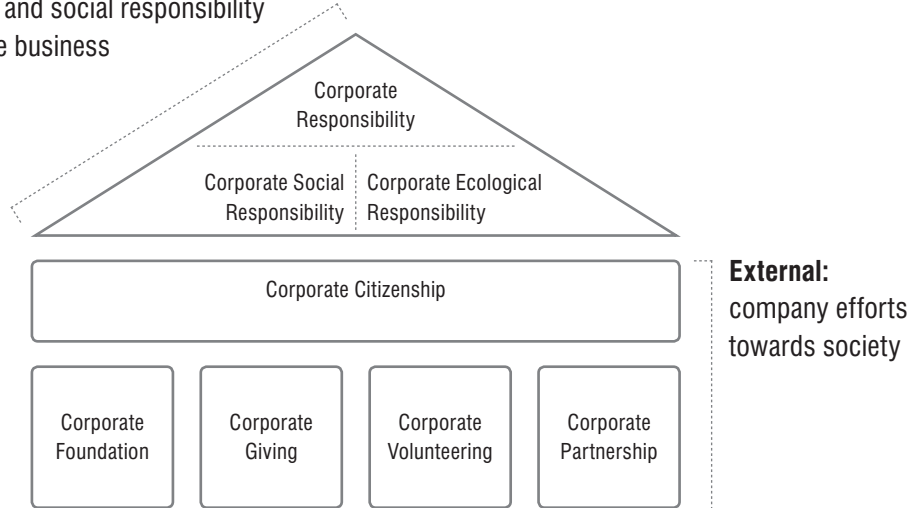 and social responsibility
business
Corporate
Responsibility
Corporate Social
Responsibility
Corporate Ecological
Responsibility
Corporate Citizenship
External:
company efforts
towards society
Corporate
Foundation
Corporate
Giving
Corporate
Volunteering
Corporate
Partnership